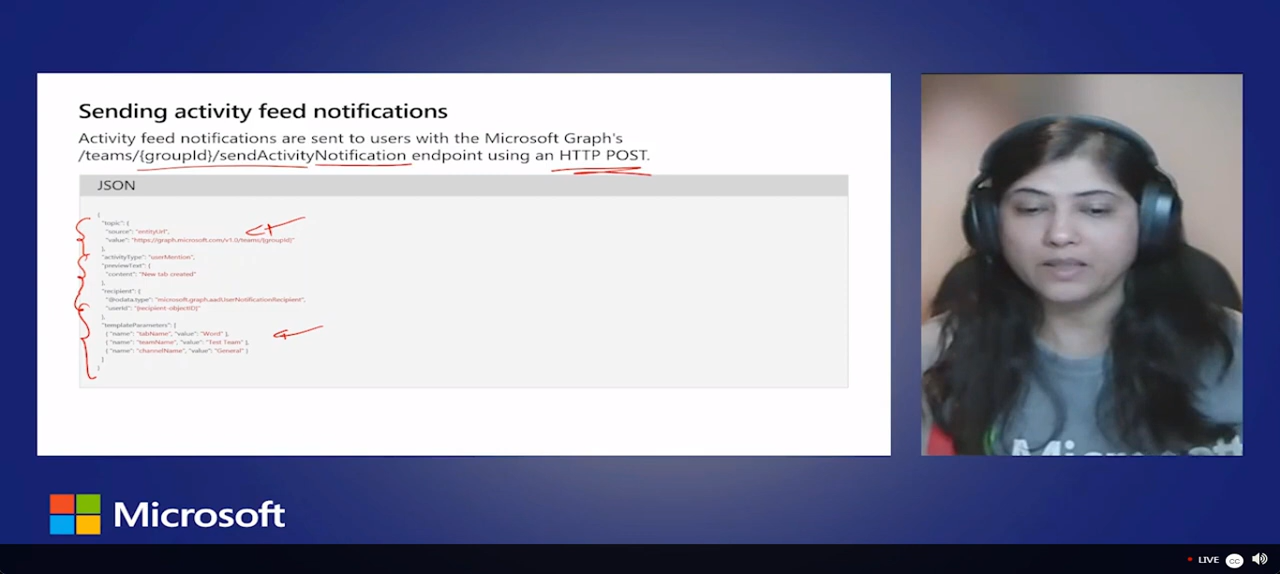 Sending activity feed notifications
Activity feed notifications are sent to users with the Microsoft Graph's
/teams/{groupId}/sendActivityNotification endpoint using an HTTP POST.
JSON
{
"topic": {
"source": "entityUrl",
"value": "https://graph.microsoft.com/v1.0/teams/{groupId}"
},
"activityType": "userMention",
"previewText": {
"content": "New tab created"
},
"recipient": {
"@odata.type": "microsoft.graph.aadUserNotificationRecipient",
"userId": "{recipient-objectID}"
},
"templateParameters": [
{ "name": "tabName", "value": "Word" },
{ "name": "teamName", "value": "Test Team" },
{ "name": "channelName", "value": "General" }
]
}
Microsoft
Microsoft
LIVE
CC